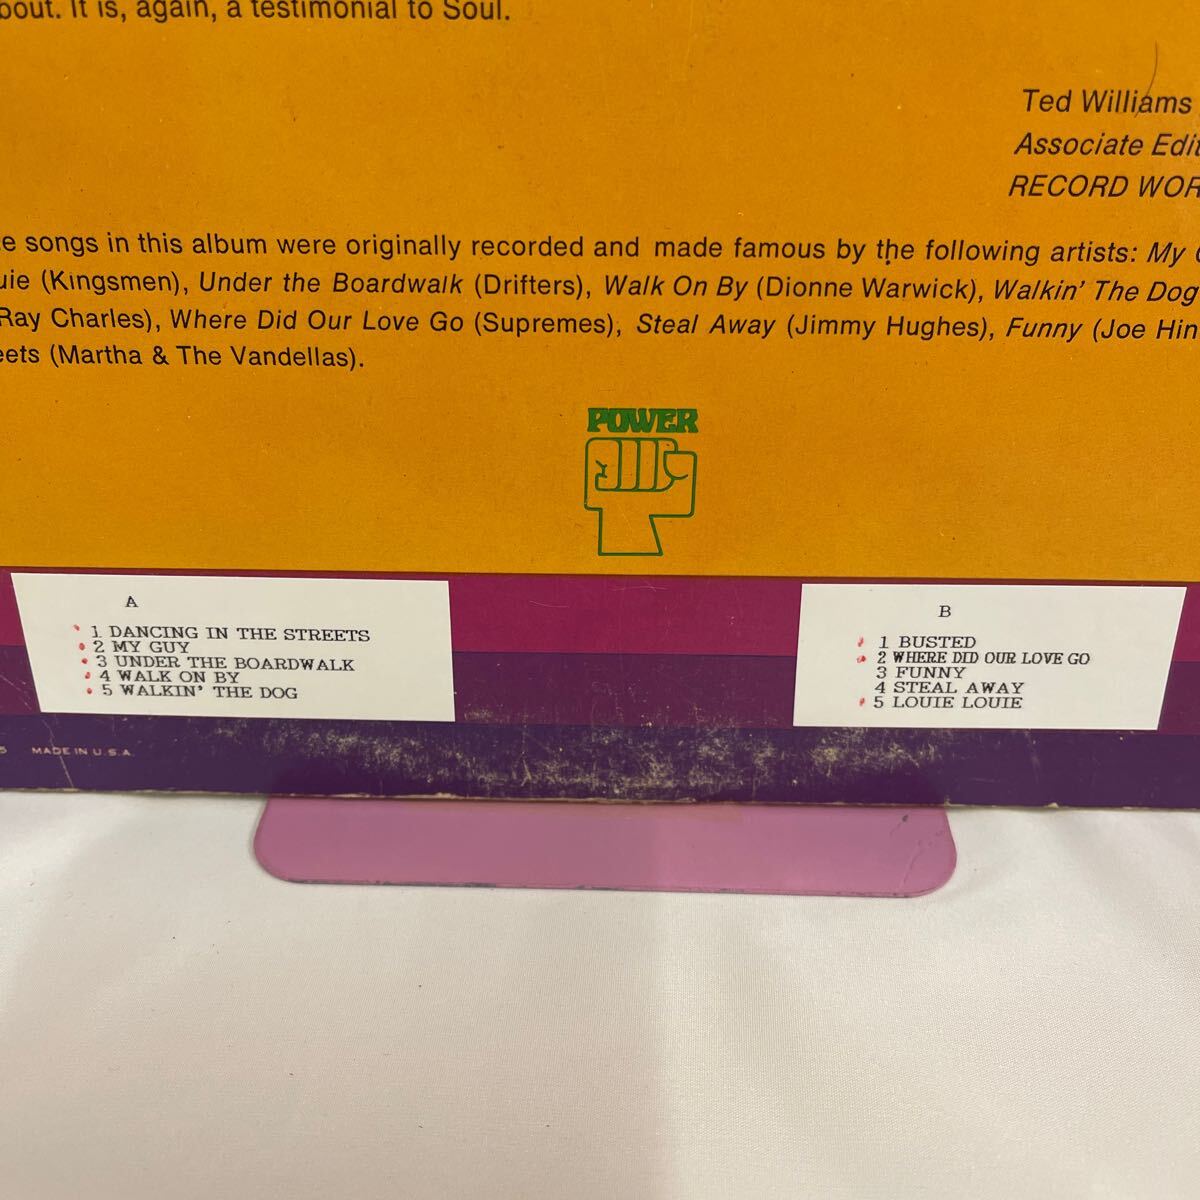 bout. It is, again, a testimonial to Soul.
Ted Williams
Associate Edit
RECORD WOR
e songs in this album were originally recorded and made famous by the following artists: My
uie (Kingsmen), Under the Boardwalk (Drifters), Walk On By (Dionne Warwick), Walkin' The Dog
Ray Charles), Where Did Our Love Go (Supremes), Steal Away (Jimmy Hughes), Funny (Joe Hin
eets (Martha & The Vandellas).
POWER
A
1 DANCING IN THE STREETS
2 MY GUY
3 UNDER THE BOARDWALK
4 WALK ON BY
5 WALKIN' THE DOG
B
1 BUSTED
2 WHERE DID OUR LOVE GO
3 FUNNY
4 STEAL AWAY
5 LOUIE LOUIE
5 MADE IN U.S.A.